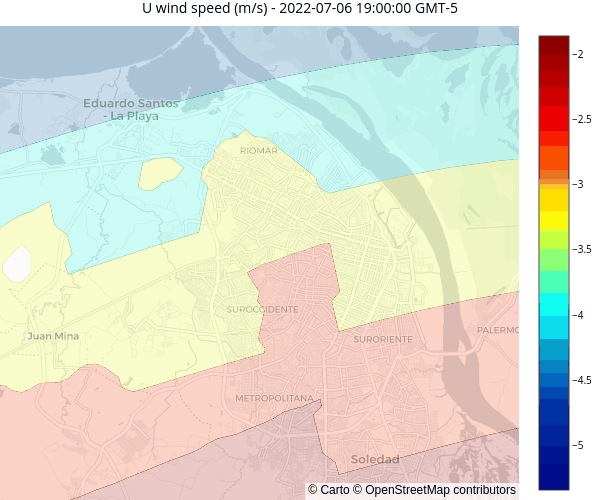 U wind speed (m/s) - 2022-07-06 19:00:00 GMT-5
Eduardo Santos
- La Playa
RIOMAR
SUROCCIDENTE
Juan Mina
SURORIENTE
PALERMO
METROPOLITANA
Soledad
© Carto © OpenStreetMap contributors
−2
−2.5
−3
−3.5
−4
−4.5
−5